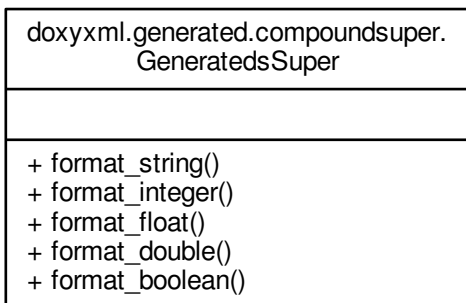 doxyxml.generated.compoundsuper.
GeneratedsSuper
+ format_string()
+ format_integer()
+ format_float()
+ format_double()
+ format_boolean()